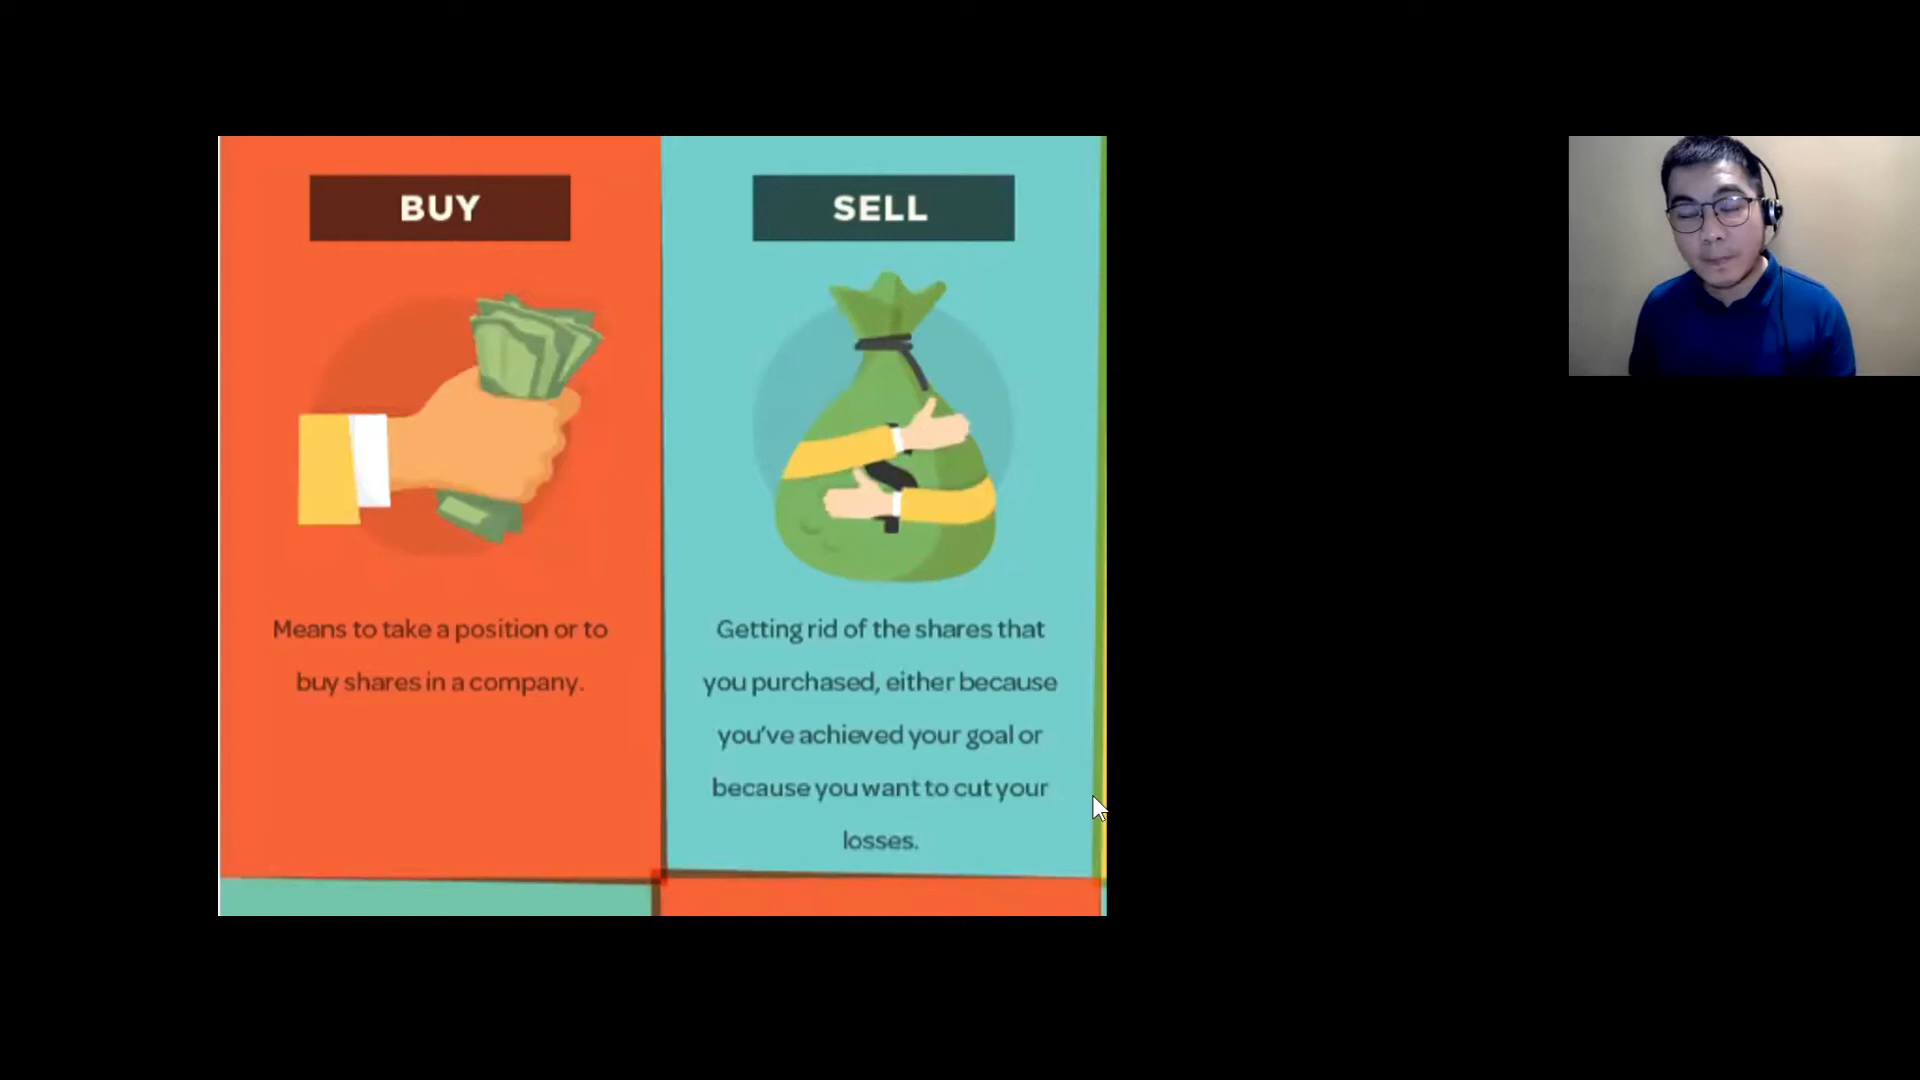 BUY
Means to take a position or to
buy shares in a company.
SELL
Getting rid of the shares that
you purchased, either because
you've achieved your goal or
because you want to cut your
losses.